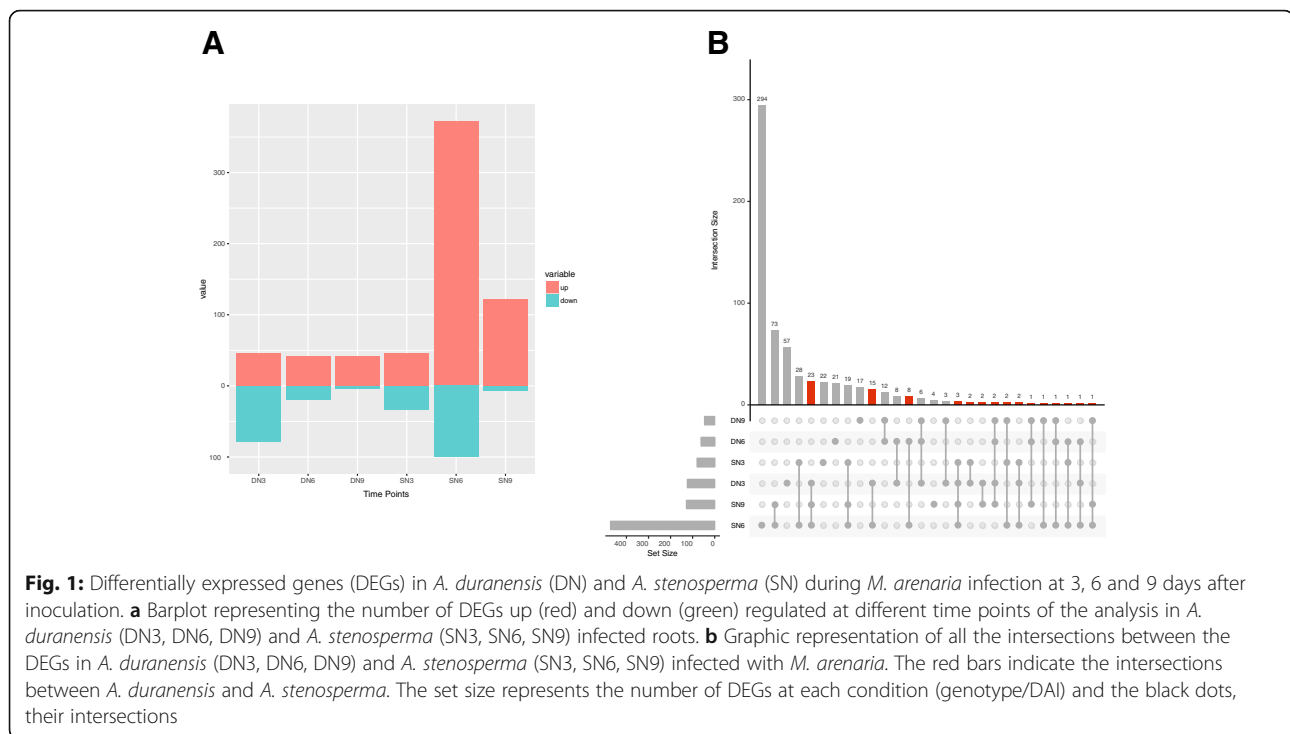 A
B
300
200
100
0
100
value
DN3 DN6 DN9 SN3 SN6 SN9
Time Points
variable
up
down
300
200
100
0
Intersection Size
294 73 57 28 23 22 21 19 17 15 12 8 8 6 4 3 3 2 2 2 2 2 1 1 1 1 1 1
DN9
DN6
SN3
DN3
SN9
SN6
400 300 200 100 0
Set Size
Fig. 1: Differentially expressed genes (DEGs) in A. duranensis (DN) and A. stenosperma (SN) during M. arenaria infection at 3, 6 and 9 days after
inoculation. a Barplot representing the number of DEGs up (red) and down (green) regulated at different time points of the analysis in A.
duranensis (DN3, DN6, DN9) and A. stenosperma (SN3, SN6, SN9) infected roots. b Graphic representation of all the intersections between the
DEGs in A. duranensis (DN3, DN6, DN9) and A. stenosperma (SN3, SN6, SN9) infected with M. arenaria. The red bars indicate the intersections
between A. duranensis and A. stenosperma. The set size represents the number of DEGs at each condition (genotype/DAI) and the black dots,
their intersections